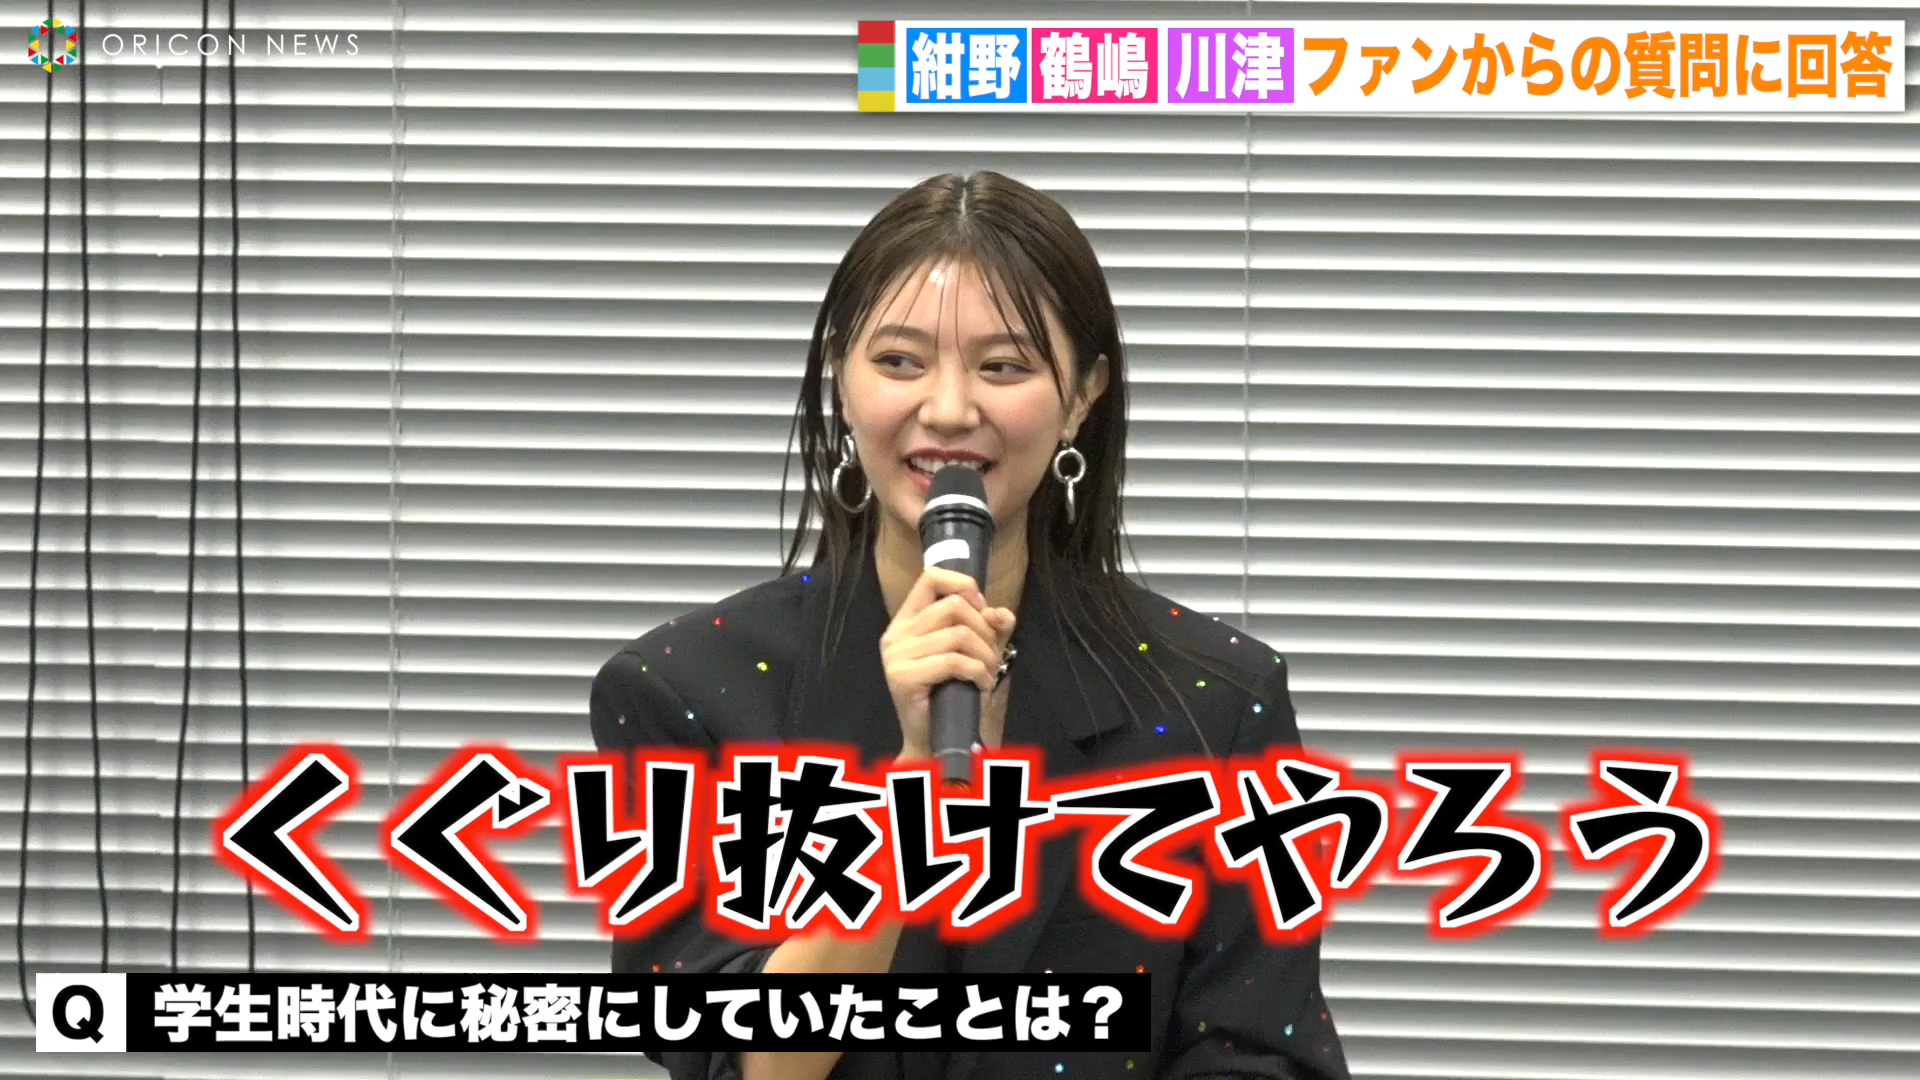 ORICON NEWS
紺野 鶴嶋 川津 ファンからの質問に回答
くぐり抜けてやろう
Q 学生時代に秘密にしていたことは？